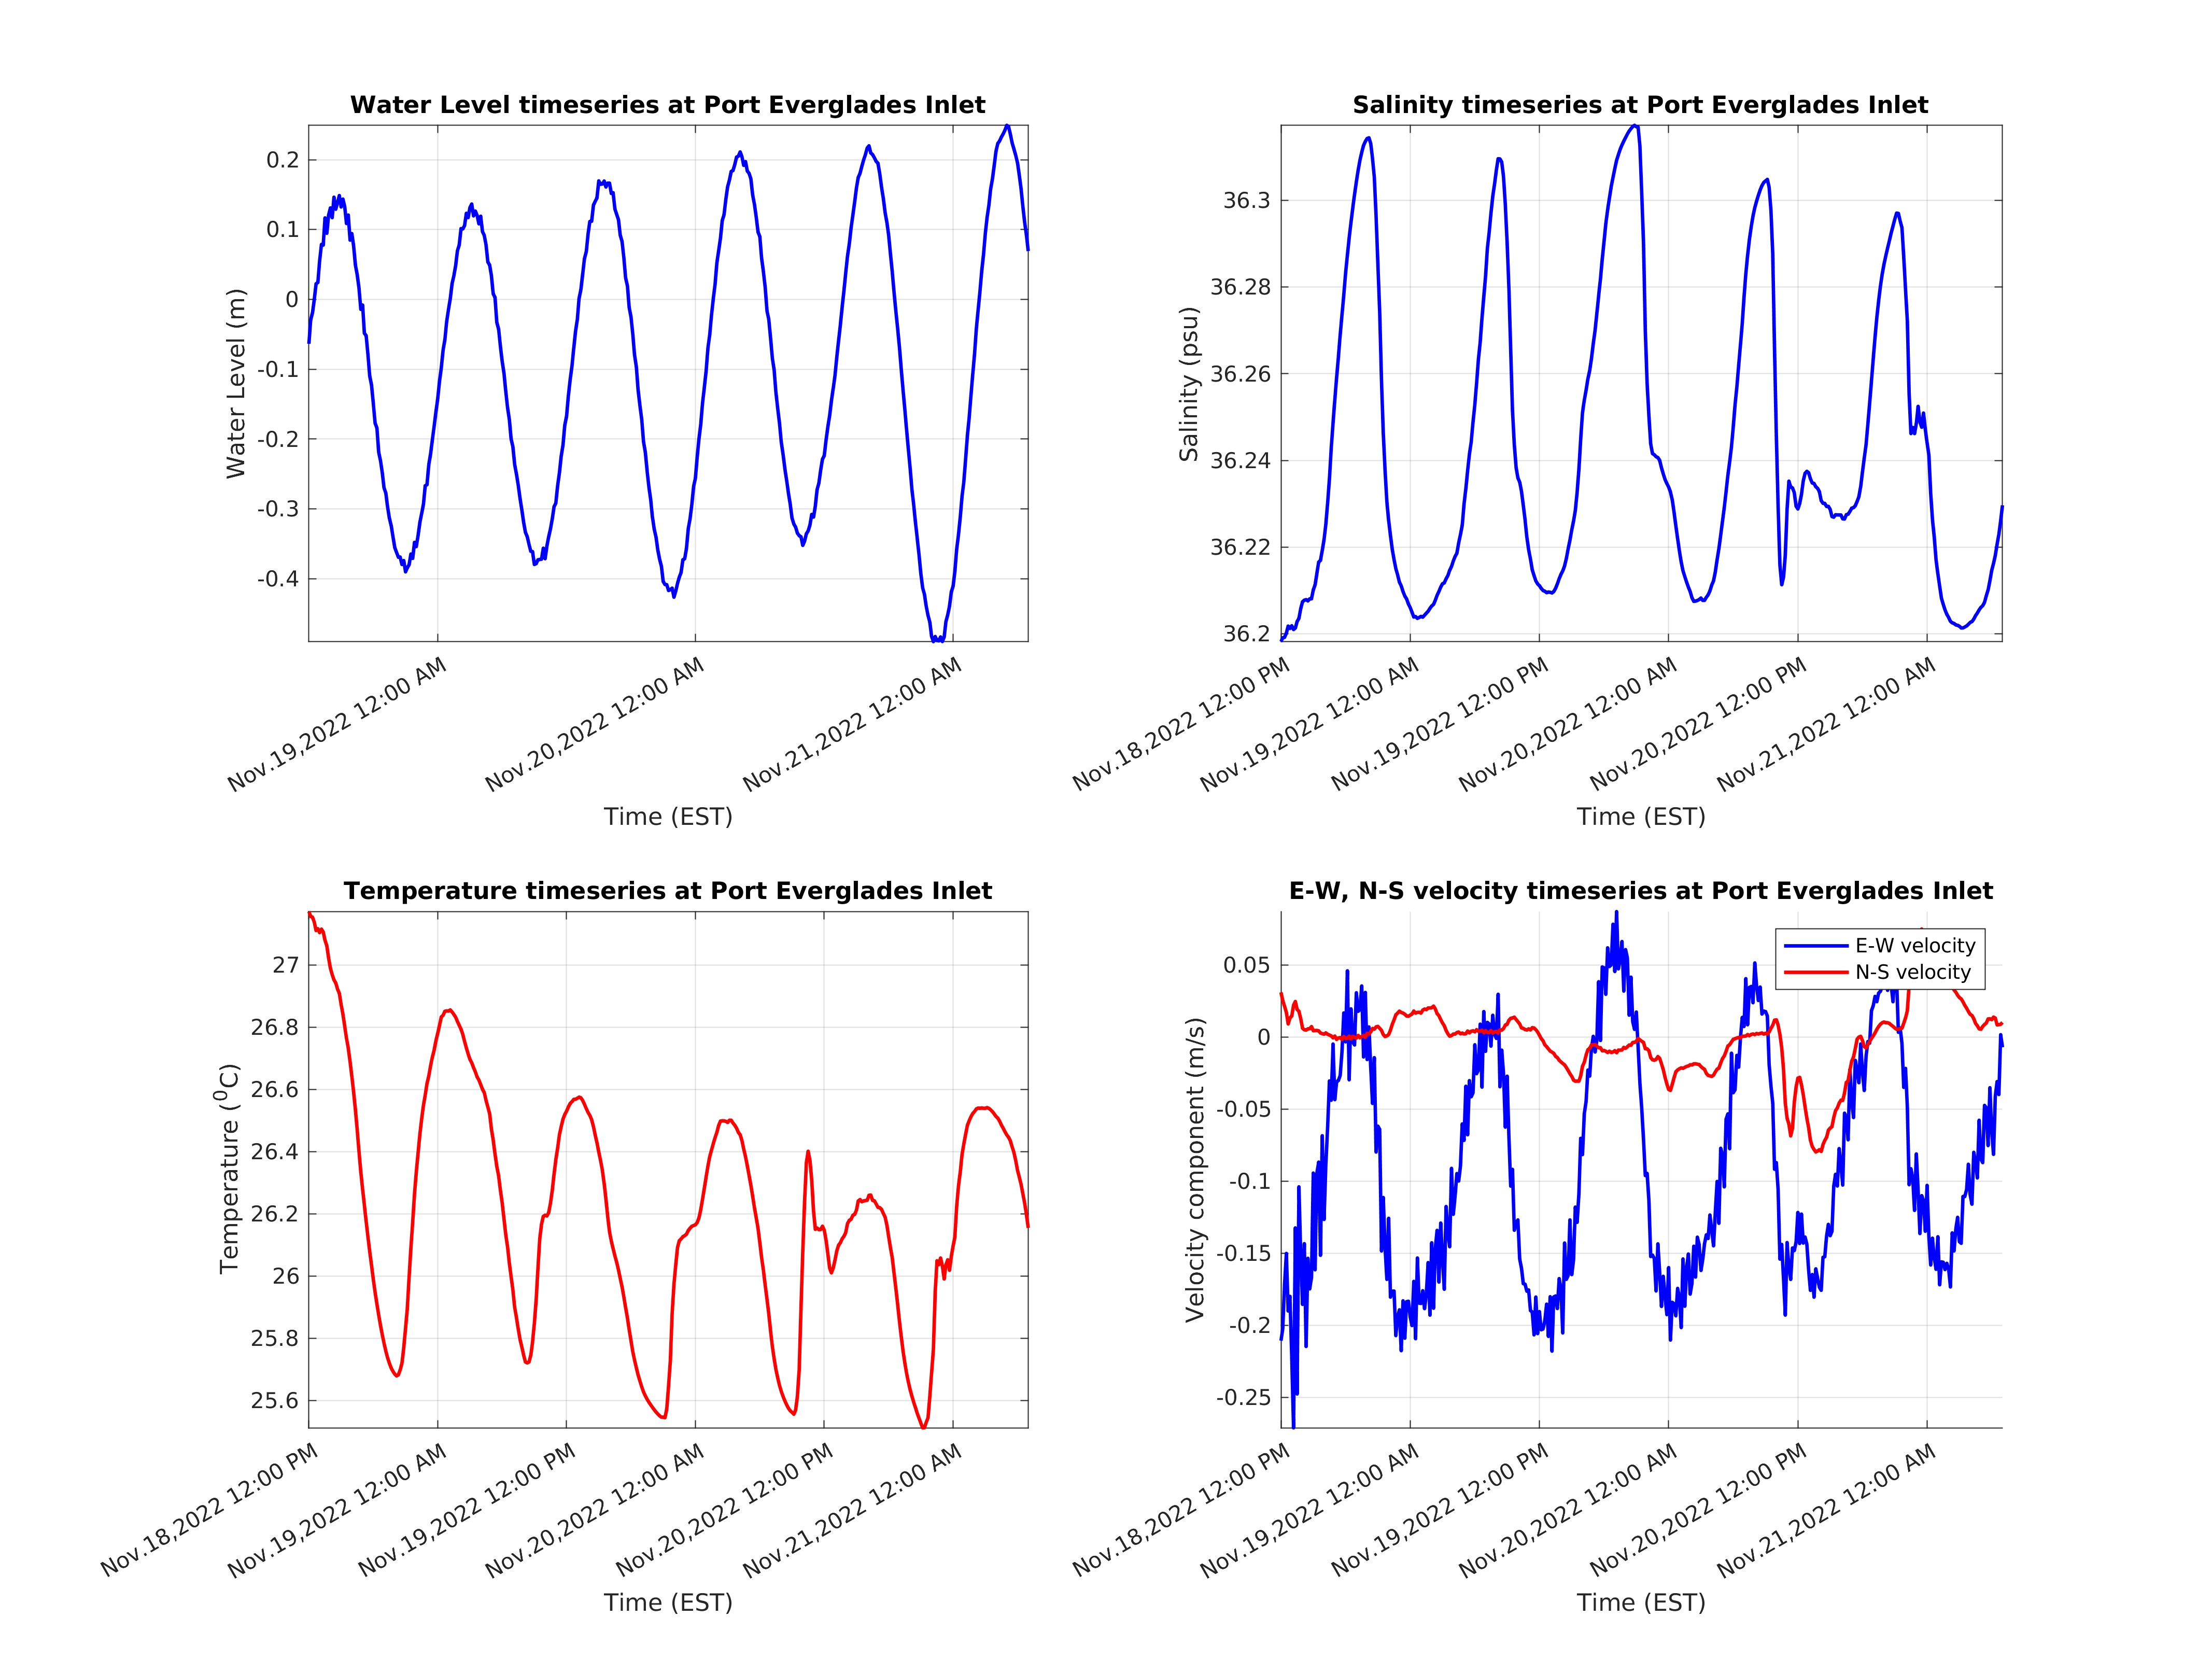 Water Level timeseries at Port Everglades Inlet
Water Level (m)
0.2
0.1
0
-0.1
-0.2
-0.3
-0.4
Nov.19,2022 12:00 AM
Nov.20,2022 12:00 AM
Nov.21,2022 12:00 AM
Time (EST)
Salinity timeseries at Port Everglades Inlet
Salinity (psu)
36.3
36.28
36.26
36.24
36.22
36.2
Nov.18,2022 12:00 PM
Nov.19,2022 12:00 AM
Nov.19,2022 12:00 PM
Nov.20,2022 12:00 AM
Nov.20,2022 12:00 PM
Nov.21,2022 12:00 AM
Time (EST)
Temperature timeseries at Port Everglades Inlet
Temperature (⁰C)
27
26.8
26.6
26.4
26.2
26
25.8
25.6
Nov.18,2022 12:00 PM
Nov.19,2022 12:00 AM
Nov.19,2022 12:00 PM
Nov.20,2022 12:00 AM
Nov.20,2022 12:00 PM
Nov.21,2022 12:00 AM
Time (EST)
E-W, N-S velocity timeseries at Port Everglades Inlet
E-W velocity
N-S velocity
Velocity component (m/s)
0.05
0
-0.05
-0.1
-0.15
-0.2
-0.25
Nov.18,2022 12:00 PM
Nov.19,2022 12:00 AM
Nov.19,2022 12:00 PM
Nov.20,2022 12:00 AM
Nov.20,2022 12:00 PM
Nov.21,2022 12:00 AM
Time (EST)